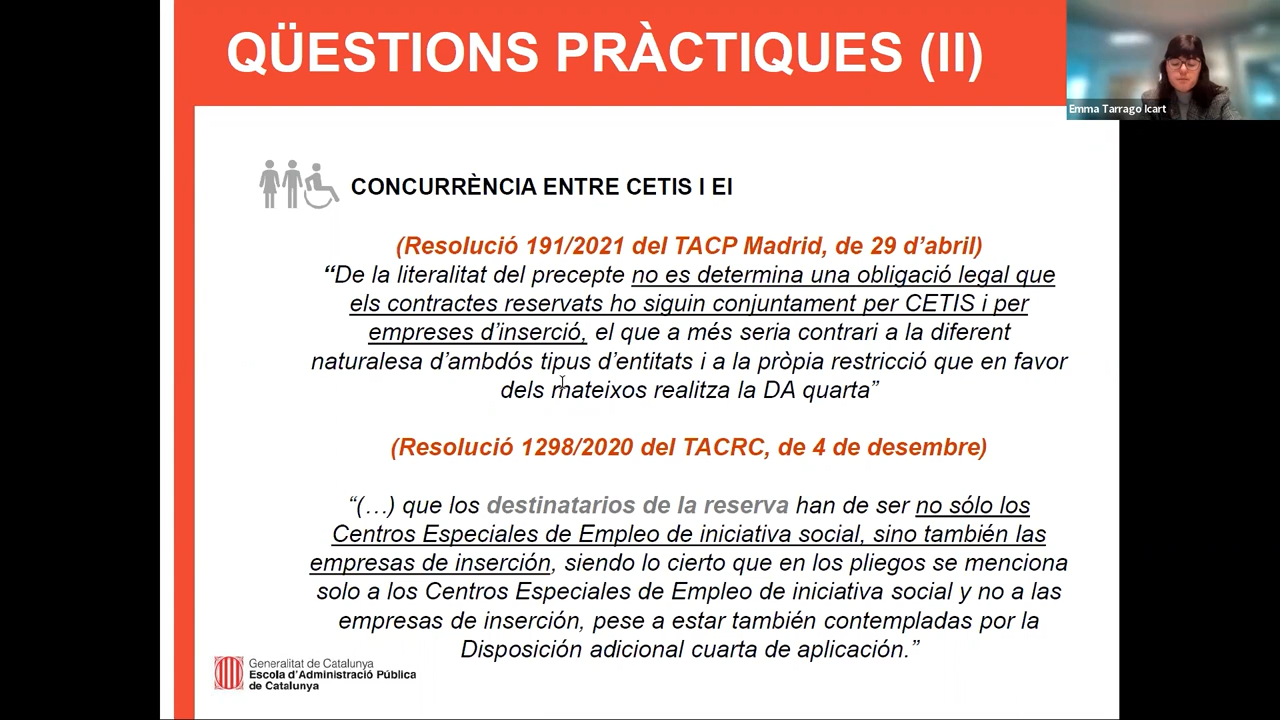 QÜESTIONS PRÀCTIQUES (II)
Emma Tarrago Icart
CONCURRÈNCIA ENTRE CETIS I EI
(Resolució 191/2021 del TACP Madrid, de 29 d’abril)
“De la literalitat del precepte no es determina una obligació legal que
els contractes reservats ho siguin conjuntament per CETIS i per
empreses d’inserció, el que a més seria contrari a la diferent
naturalesa d’ambdós tipus d’entitats i a la pròpia restricció que en favor
dels mateixos realitza la DA quarta”
(Resolució 1298/2020 del TACRC, de 4 de desembre)
“(…) que los destinatarios de la reserva han de ser no sólo los
Centros Especiales de Empleo de iniciativa social, sino también las
empresas de inserción, siendo lo cierto que en los pliegos se menciona
solo a los Centros Especiales de Empleo de iniciativa social y no a las
empresas de inserción, pese a estar también contempladas por la
Disposición adicional cuarta de aplicación.”
Generalitat de Catalunya
Escola d’Administració Pública
de Catalunya